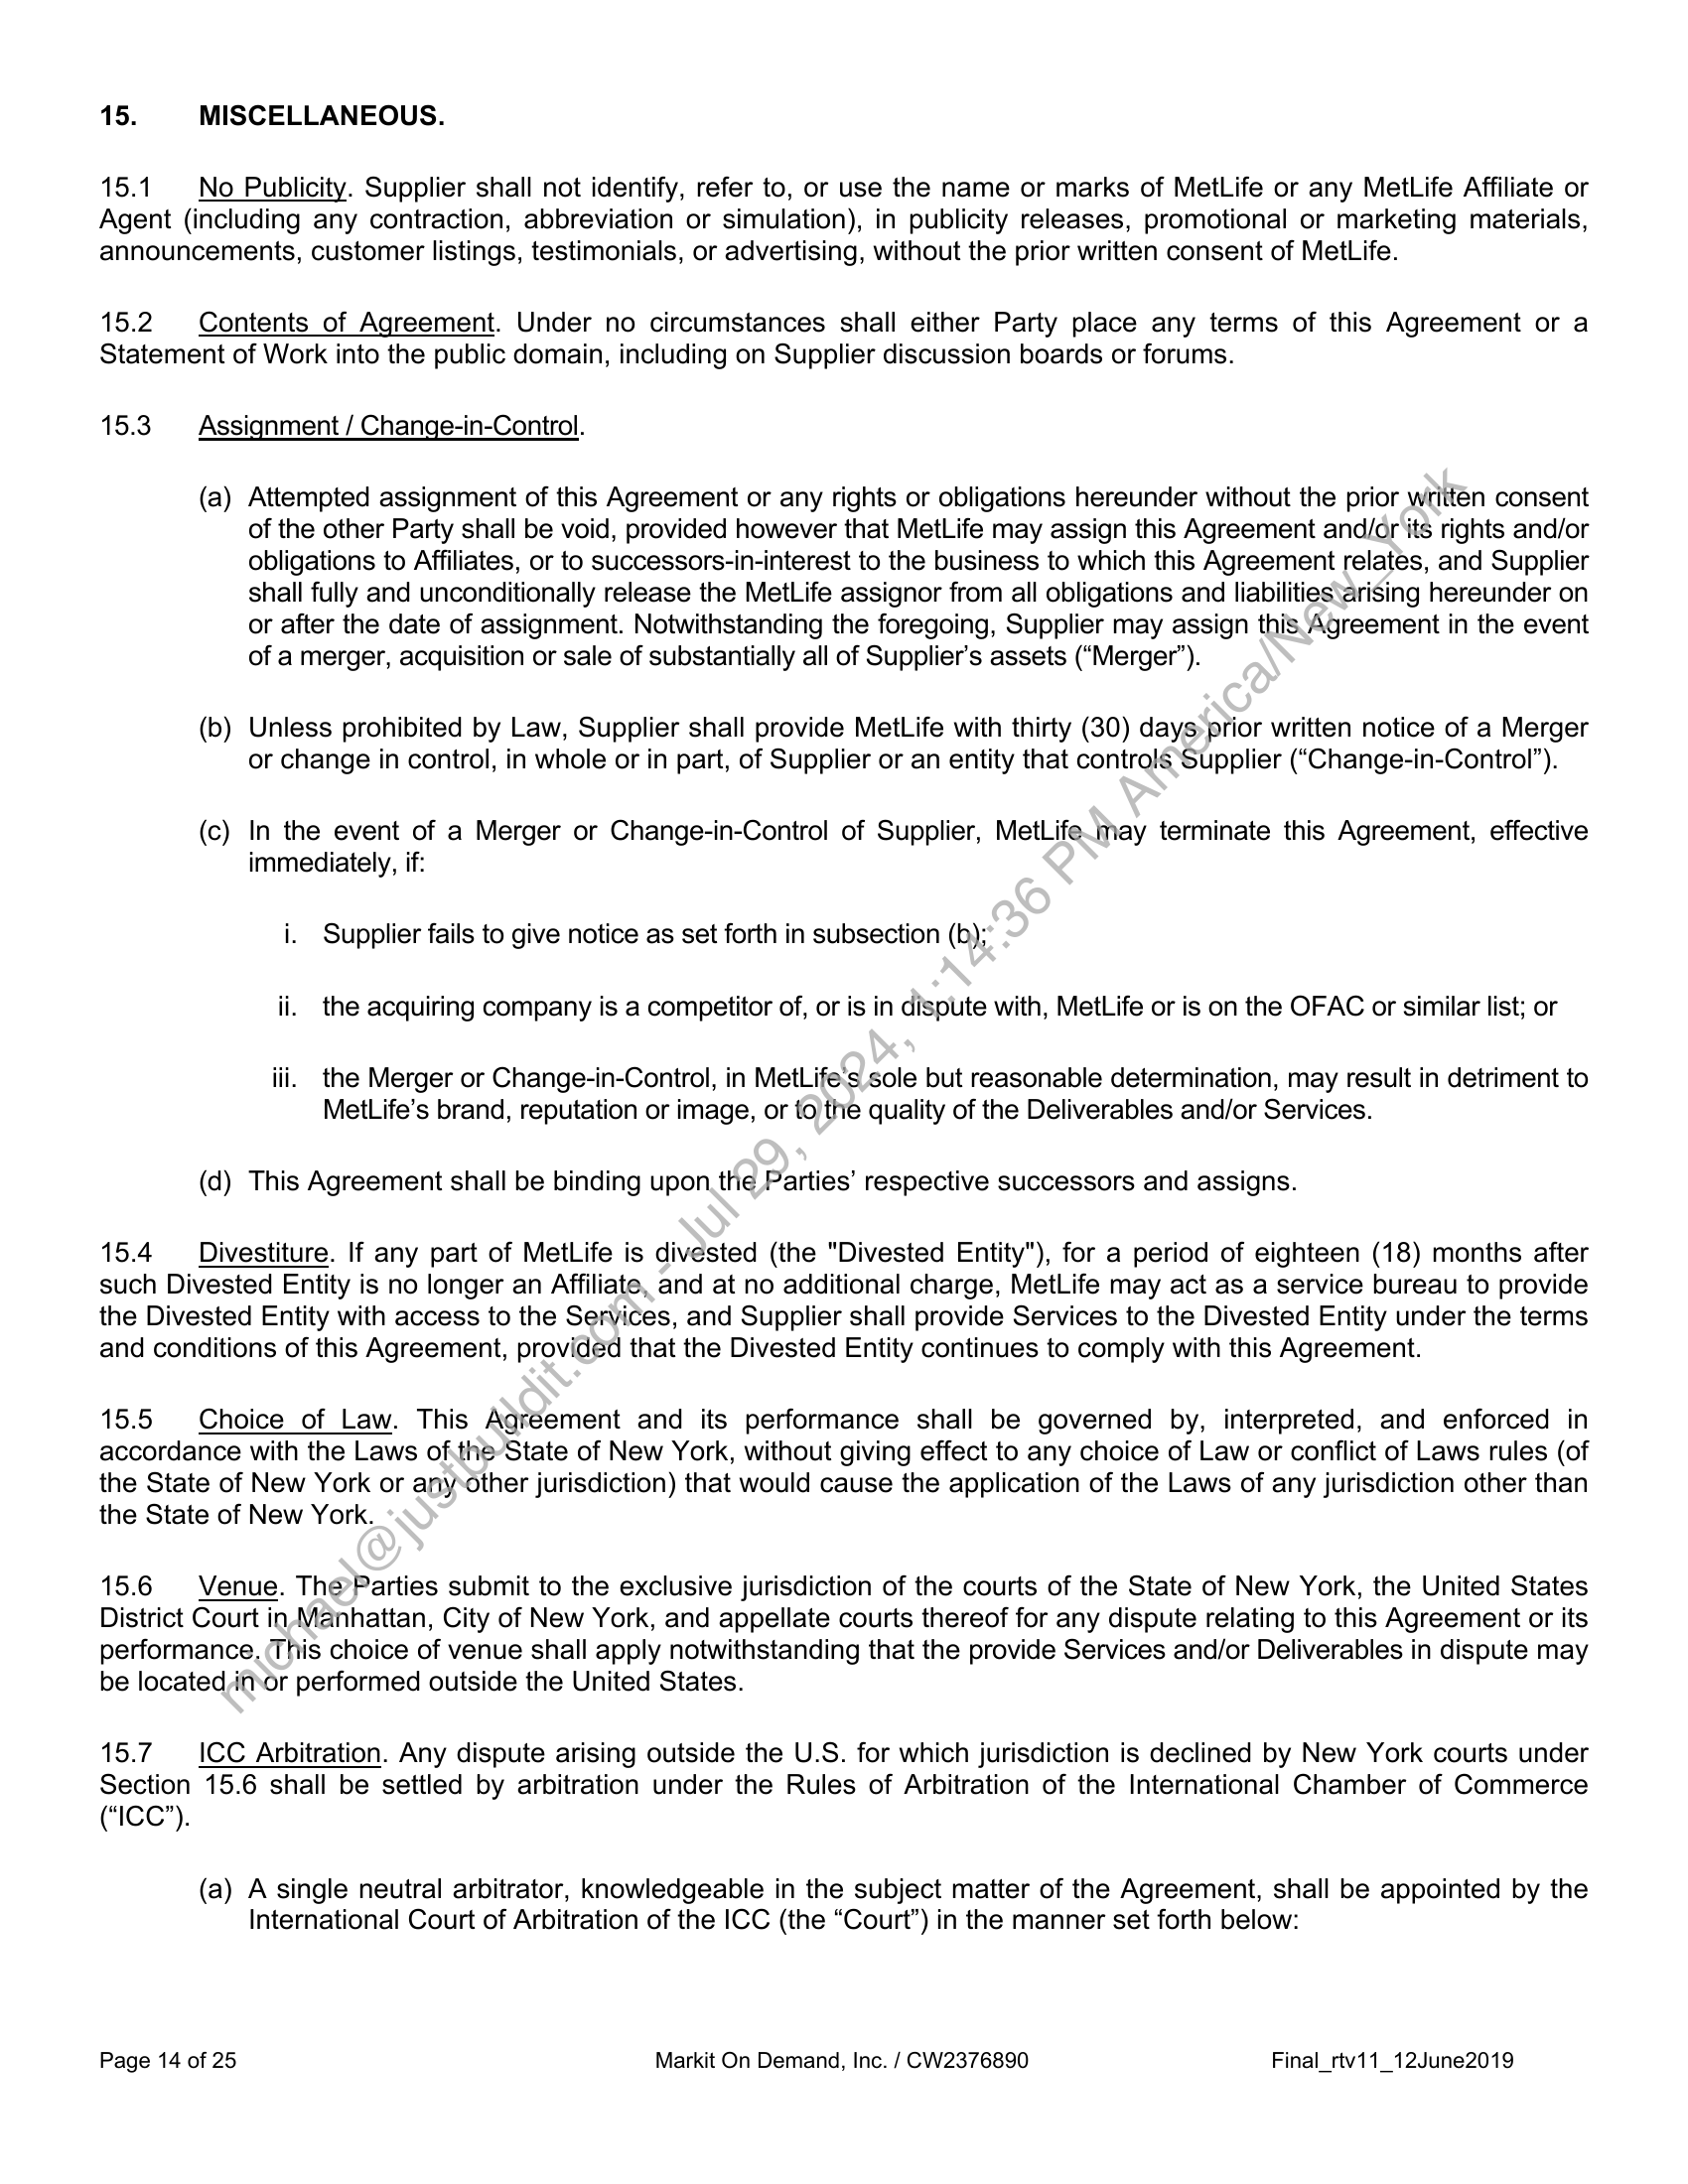 15. MISCELLANEOUS.
15.1 No Publicity. Supplier shall not identify, refer to, or use the name or marks of MetLife or any MetLife Affiliate or
Agent (including any contraction, abbreviation or simulation), in publicity releases, promotional or marketing materials,
announcements, customer listings, testimonials, or advertising, without the prior written consent of MetLife.
15.2 Contents of Agreement. Under no circumstances shall either Party place any terms of this Agreement or a
Statement of Work into the public domain, including on Supplier discussion boards or forums.
15.3 Assignment / Change-in-Control.
(a) Attempted assignment of this Agreement or any rights or obligations hereunder without the prior written consent
of the other Party shall be void, provided however that MetLife may assign this Agreement and/or its rights and/or
obligations to Affiliates, or to successors-in-interest to the business to which this Agreement relates, and Supplier
shall fully and unconditionally release the MetLife assignor from all obligations and liabilities arising hereunder on
or after the date of assignment. Notwithstanding the foregoing, Supplier may assign this Agreement in the event
of a merger, acquisition or sale of substantially all of Supplier’s assets (“Merger”).
(b) Unless prohibited by Law, Supplier shall provide MetLife with thirty (30) days prior written notice of a Merger
or change in control, in whole or in part, of Supplier or an entity that controls Supplier (“Change-in-Control”).
(c) In the event of a Merger or Change-in-Control of Supplier, MetLife may terminate this Agreement, effective
immediately, if:
i. Supplier fails to give notice as set forth in subsection (b);
ii. the acquiring company is a competitor of, or is in dispute with, MetLife or is on the OFAC or similar list; or
iii. the Merger or Change-in-Control, in MetLife’s sole but reasonable determination, may result in detriment to
MetLife’s brand, reputation or image, or to the quality of the Deliverables and/or Services.
(d) This Agreement shall be binding upon the Parties’ respective successors and assigns.
15.4 Divestiture. If any part of MetLife is divested (the "Divested Entity"), for a period of eighteen (18) months after
such Divested Entity is no longer an Affiliate, and at no additional charge, MetLife may act as a service bureau to provide
the Divested Entity with access to the Services, and Supplier shall provide Services to the Divested Entity under the terms
and conditions of this Agreement, provided that the Divested Entity continues to comply with this Agreement.
15.5 Choice of Law. This Agreement and its performance shall be governed by, interpreted, and enforced in
accordance with the Laws of the State of New York, without giving effect to any choice of Law or conflict of Laws rules (of
the State of New York or any other jurisdiction) that would cause the application of the Laws of any jurisdiction other than
the State of New York.
15.6 Venue. The Parties submit to the exclusive jurisdiction of the courts of the State of New York, the United States
District Court in Manhattan, City of New York, and appellate courts thereof for any dispute relating to this Agreement or its
performance. This choice of venue shall apply notwithstanding that the provide Services and/or Deliverables in dispute may
be located in or performed outside the United States.
15.7 ICC Arbitration. Any dispute arising outside the U.S. for which jurisdiction is declined by New York courts under
Section 15.6 shall be settled by arbitration under the Rules of Arbitration of the International Chamber of Commerce
(“ICC”).
(a) A single neutral arbitrator, knowledgeable in the subject matter of the Agreement, shall be appointed by the
International Court of Arbitration of the ICC (the “Court”) in the manner set forth below:
michael@justbuildit.com - Jul 29, 2024, 1:14:36 PM America/New_York
Page 14 of 25 Markit On Demand, Inc. / CW2376890 Final_rtv11_12June2019